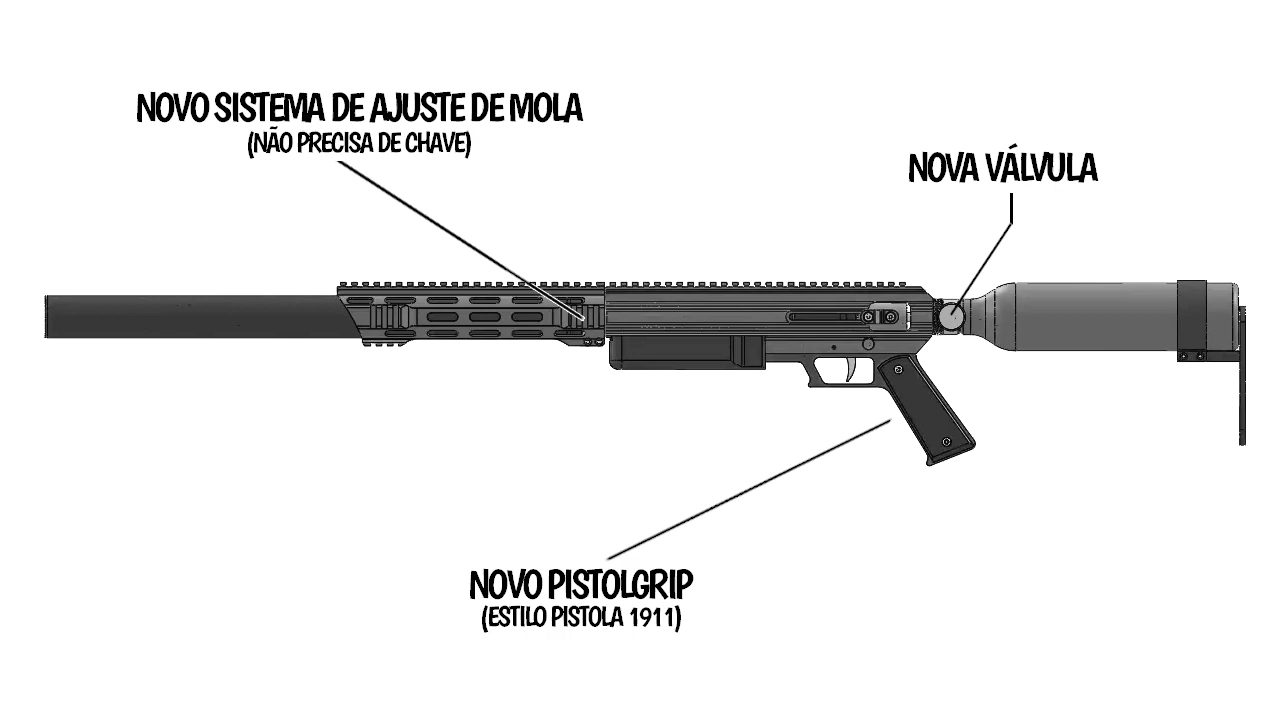 NOVO SISTEMA DE AJUSTE DE MOLA
(NÃO PRECISA DE CHAVE)
NOVA VÁLVULA
NOVO PISTOLGRIP
(ESTILO PISTOLA 1911)